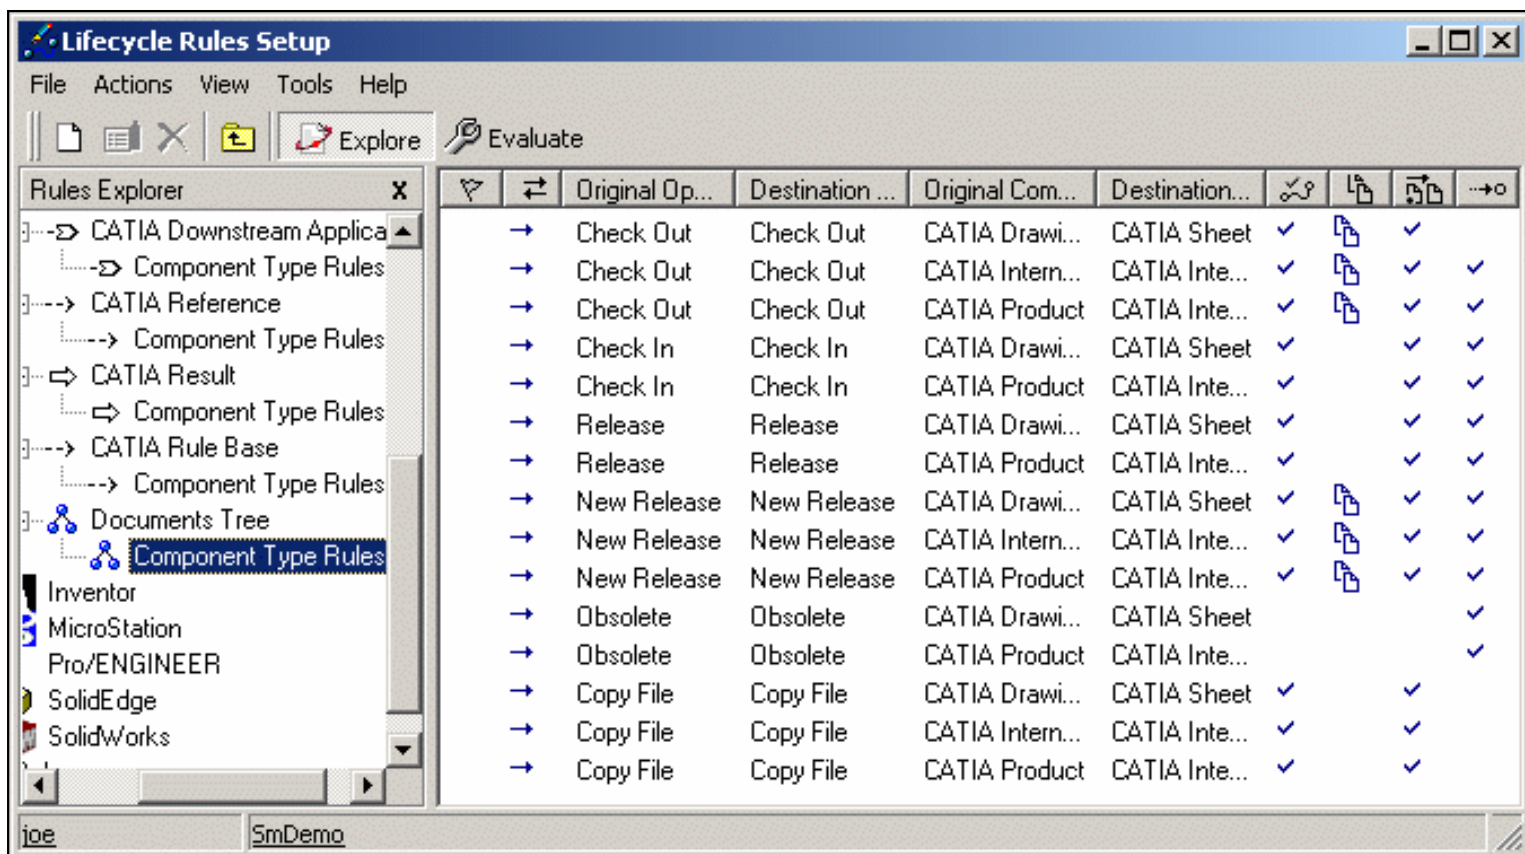 Lifecycle Rules Setup
File Actions View Tools Help
Explore Evaluate
Rules Explorer x
CATIA Downstream Applica
Component Type Rules
CATIA Reference
Component Type Rules
CATIA Result
Component Type Rules
CATIA Rule Base
Component Type Rules
Documents Tree
Component Type Rules
Inventor
MicroStation
Pro/ENGINEER
SolidEdge
SolidWorks
Original Op... Destination ... Original Com... Destination...
Check Out Check Out CATIA Drawi... CATIA Sheet
Check Out Check Out CATIA Intern... CATIA Inte...
Check Out Check Out CATIA Product CATIA Inte...
Check In Check In CATIA Drawi... CATIA Sheet
Check In Check In CATIA Product CATIA Inte...
Release Release CATIA Drawi... CATIA Sheet
Release Release CATIA Product CATIA Inte...
New Release New Release CATIA Drawi... CATIA Sheet
New Release New Release CATIA Intern... CATIA Inte...
New Release New Release CATIA Product CATIA Inte...
Obsolete Obsolete CATIA Drawi... CATIA Sheet
Obsolete Obsolete CATIA Product CATIA Inte...
Copy File Copy File CATIA Drawi... CATIA Sheet
Copy File Copy File CATIA Intern... CATIA Inte...
Copy File Copy File CATIA Product CATIA Inte...
joe SmDemo